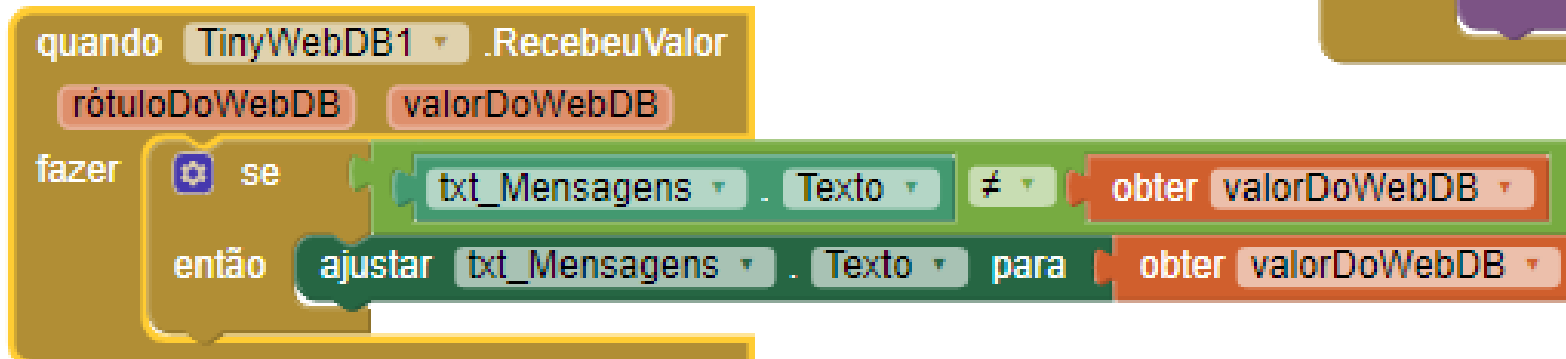 quando TinyWebDB1 .RecebeuValor
rótuloDoWebDB valorDoWebDB
fazer se txt_Mensagens . Texto ≠ obter valorDoWebDB
então ajustar txt_Mensagens . Texto para obter valorDoWebDB